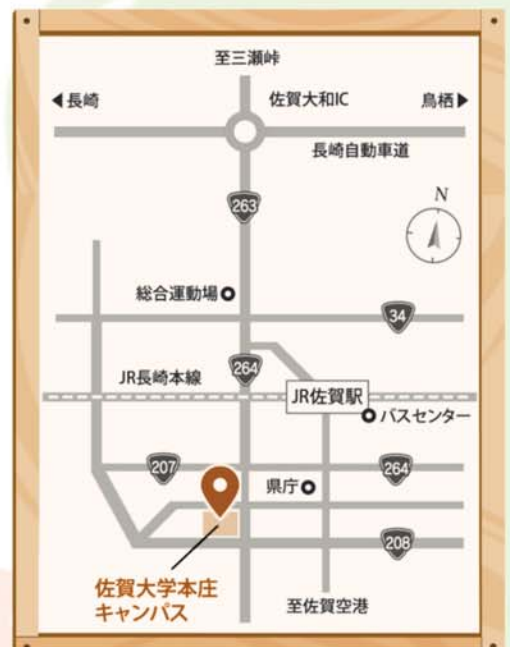 至三瀬峠
佐賀大和IC
◀長崎
鳥栖▶
長崎自動車道
263
N
総合運動場
34
264
JR長崎本線
JR佐賀駅
バスセンター
207
264
県庁
208
佐賀大学本庄
キャンパス
至佐賀空港